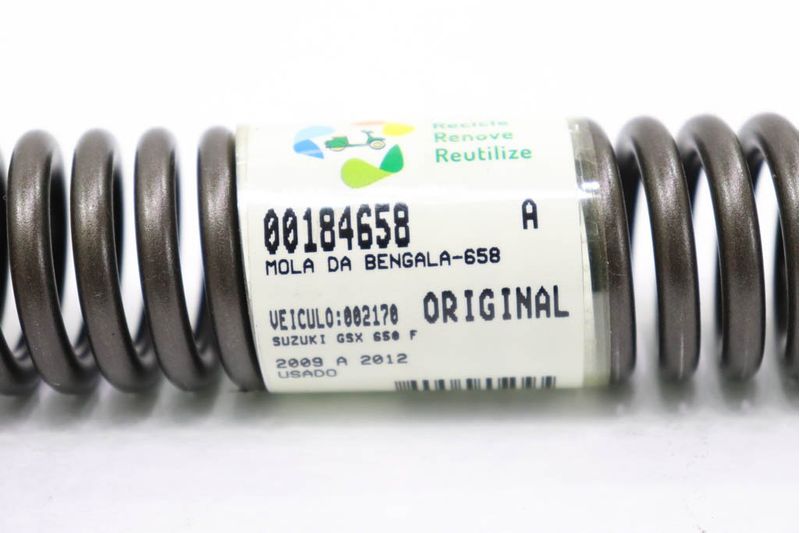 Recicle
Renove
Reutilize
00184658 A
MOLA DA BENGALA-658
VEICULO:002170 ORIGINAL
SUZUKI GSX 650 F
2009 A 2012
USADO